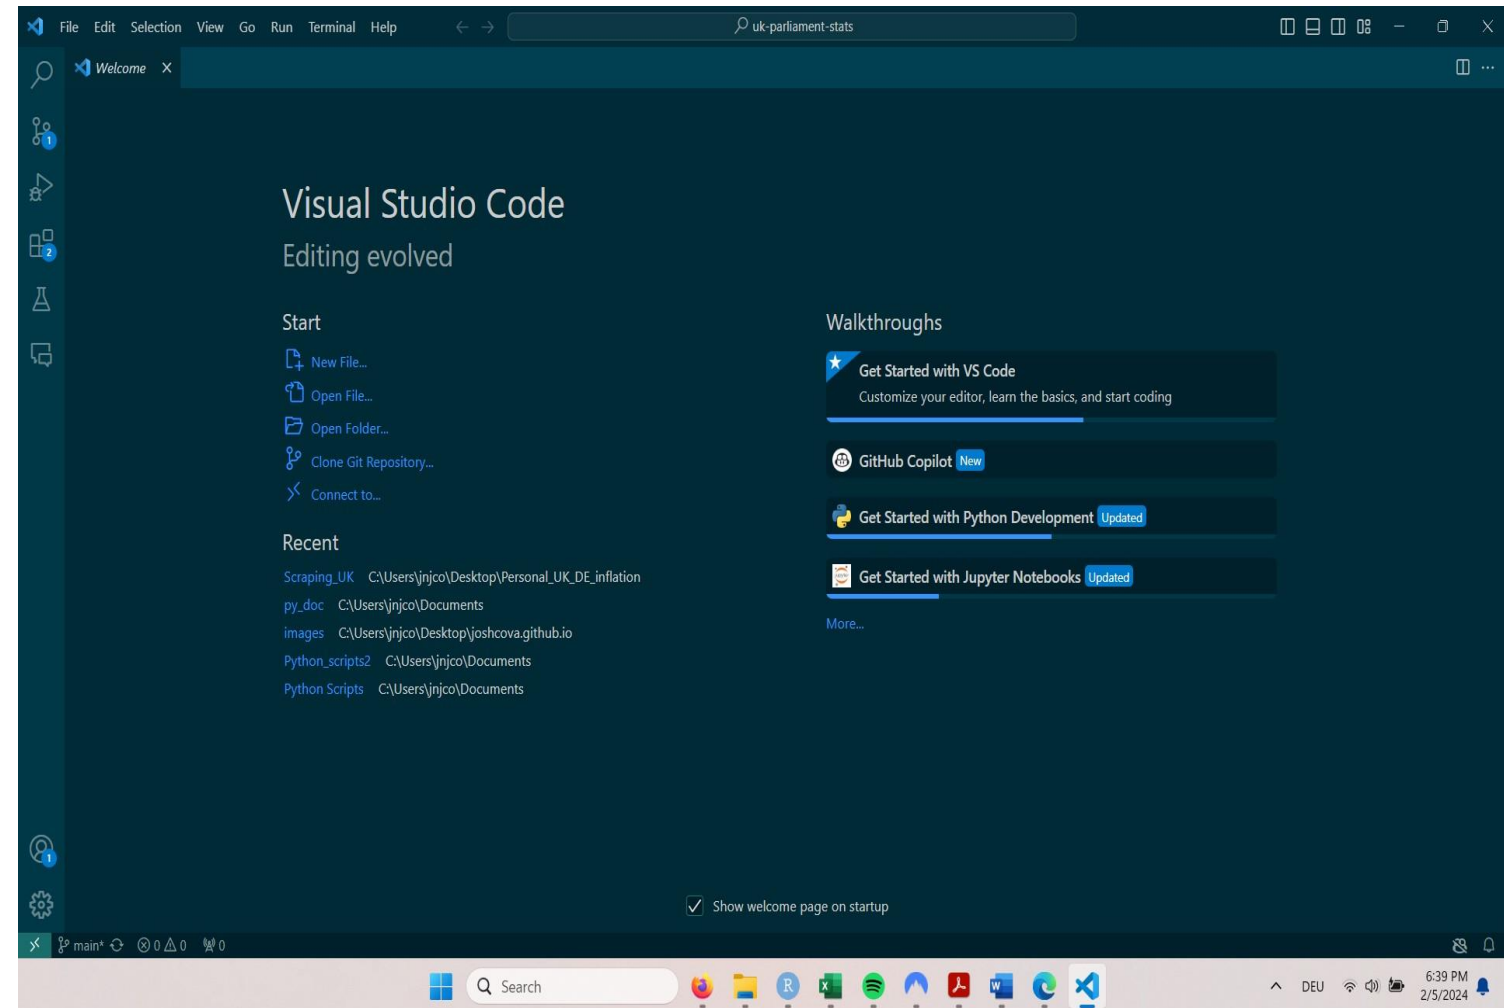 File Edit Selection View Go Run Terminal Help
uk-parliament-stats
Welcome
1
2
Visual Studio Code
Editing evolved
Start
New File...
Open File...
Open Folder...
Clone Git Repository...
Connect to...
Recent
Scraping_UK C:\Users\jnjco\Desktop\Personal_UK_DE_inflation
py_doc C:\Users\jnjco\Documents
images C:\Users\jnjco\Desktop\joshcova.github.io
Python_scripts2 C:\Users\jnjco\Documents
Python Scripts C:\Users\jnjco\Documents
Walkthroughs
Get Started with VS Code
Customize your editor, learn the basics, and start coding
GitHub Copilot New
Get Started with Python Development Updated
Get Started with Jupyter Notebooks Updated
More...
1
Show welcome page on startup
main* 0 0 0
Search
R
X
W
DEU
6:39 PM
2/5/2024